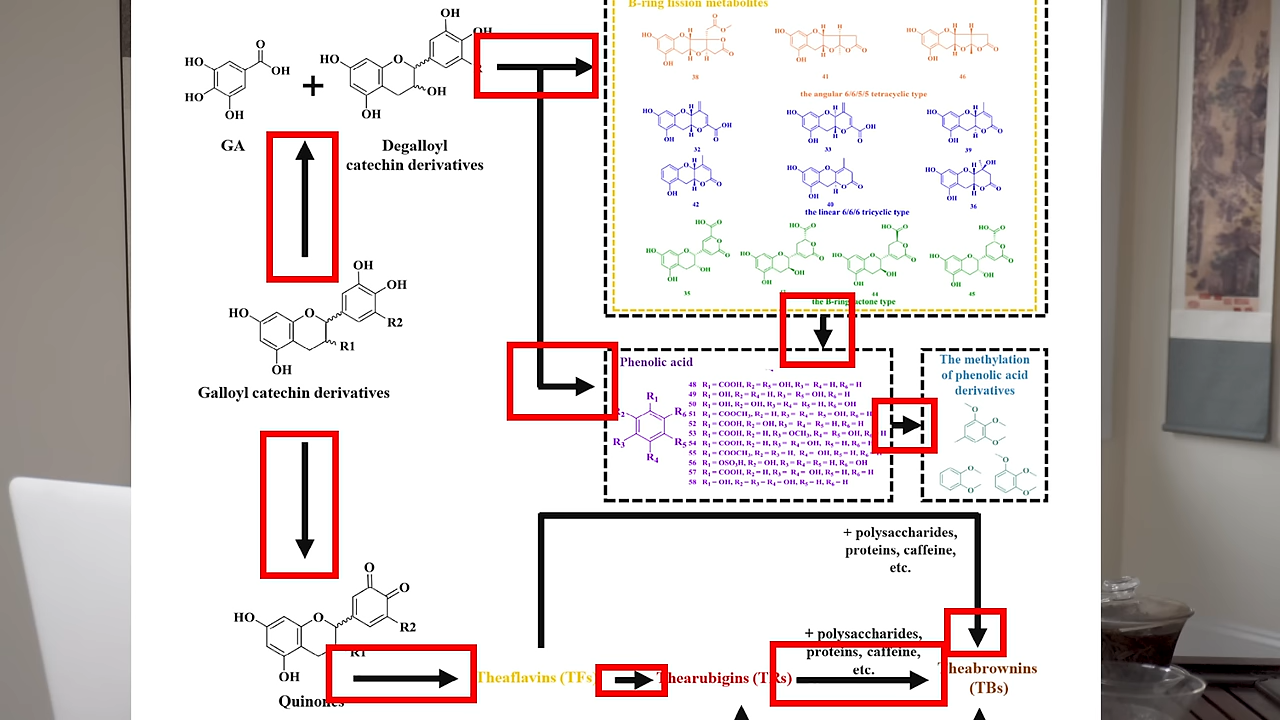 B-ring fission metabolites
OH
OH
HO
O
HO
O
OH
HO
OH
+
OH
OH
OH
GA
Degalloyl
catechin derivatives
38
41
46
the angular 6/6/5/5 tetracyclic type
32
33
39
42
40
36
the linear 6/6/6 tricyclic type
35
44
45
the B-ring lactone type
OH
OH
HO
O
R2
R1
OH
Galloyl catechin derivatives
Phenolic acid
R1
R6
R3
R5
R4
48 R1 = COOH, R2 = R5 = OH, R3 = R4 = H, R6 = H
49 R1 = OH, R2 = R4 = H, R3 = R5 = OH, R6 = H
50 R1 = OH, R2 = OH, R3 = R4 = R5 = H, R6 = OH
51 R1 = COOCH3, R2 = H, R3 = R4 = R5 = OH, R6 = H
52 R1 = COOH, R2 = OH, R3 = R4 = R5 = H, R6 = H
53 R1 = COOH, R2 = H, R3 = OCH3, R4 = R5 = OH, R6 = H
54 R1 = COOH, R2 = H, R3 = R4 = OH, R5 = H, R6 = H
55 R1 = COOCH3, R2 = R3 = H, R4 = OH, R5 = H, R6 = H
56 R1 = OSO3H, R2 = OH, R3 = R4 = R5 = H, R6 = OH
57 R1 = COOH, R2 = H, R3 = R4 = OH, R5 = H, R6 = H
58 R1 = OH, R2 = R3 = R4 = OH, R5 = H, R6 = H
The methylation
of phenolic acid
derivatives
+ polysaccharides,
proteins, caffeine,
etc.
O
O
HO
O
R2
R1
OH
Quinones
Theaflavins (TFs
Thearubigins (TRs)
+ polysaccharides,
proteins, caffeine,
etc.
Theabrownins
(TBs)